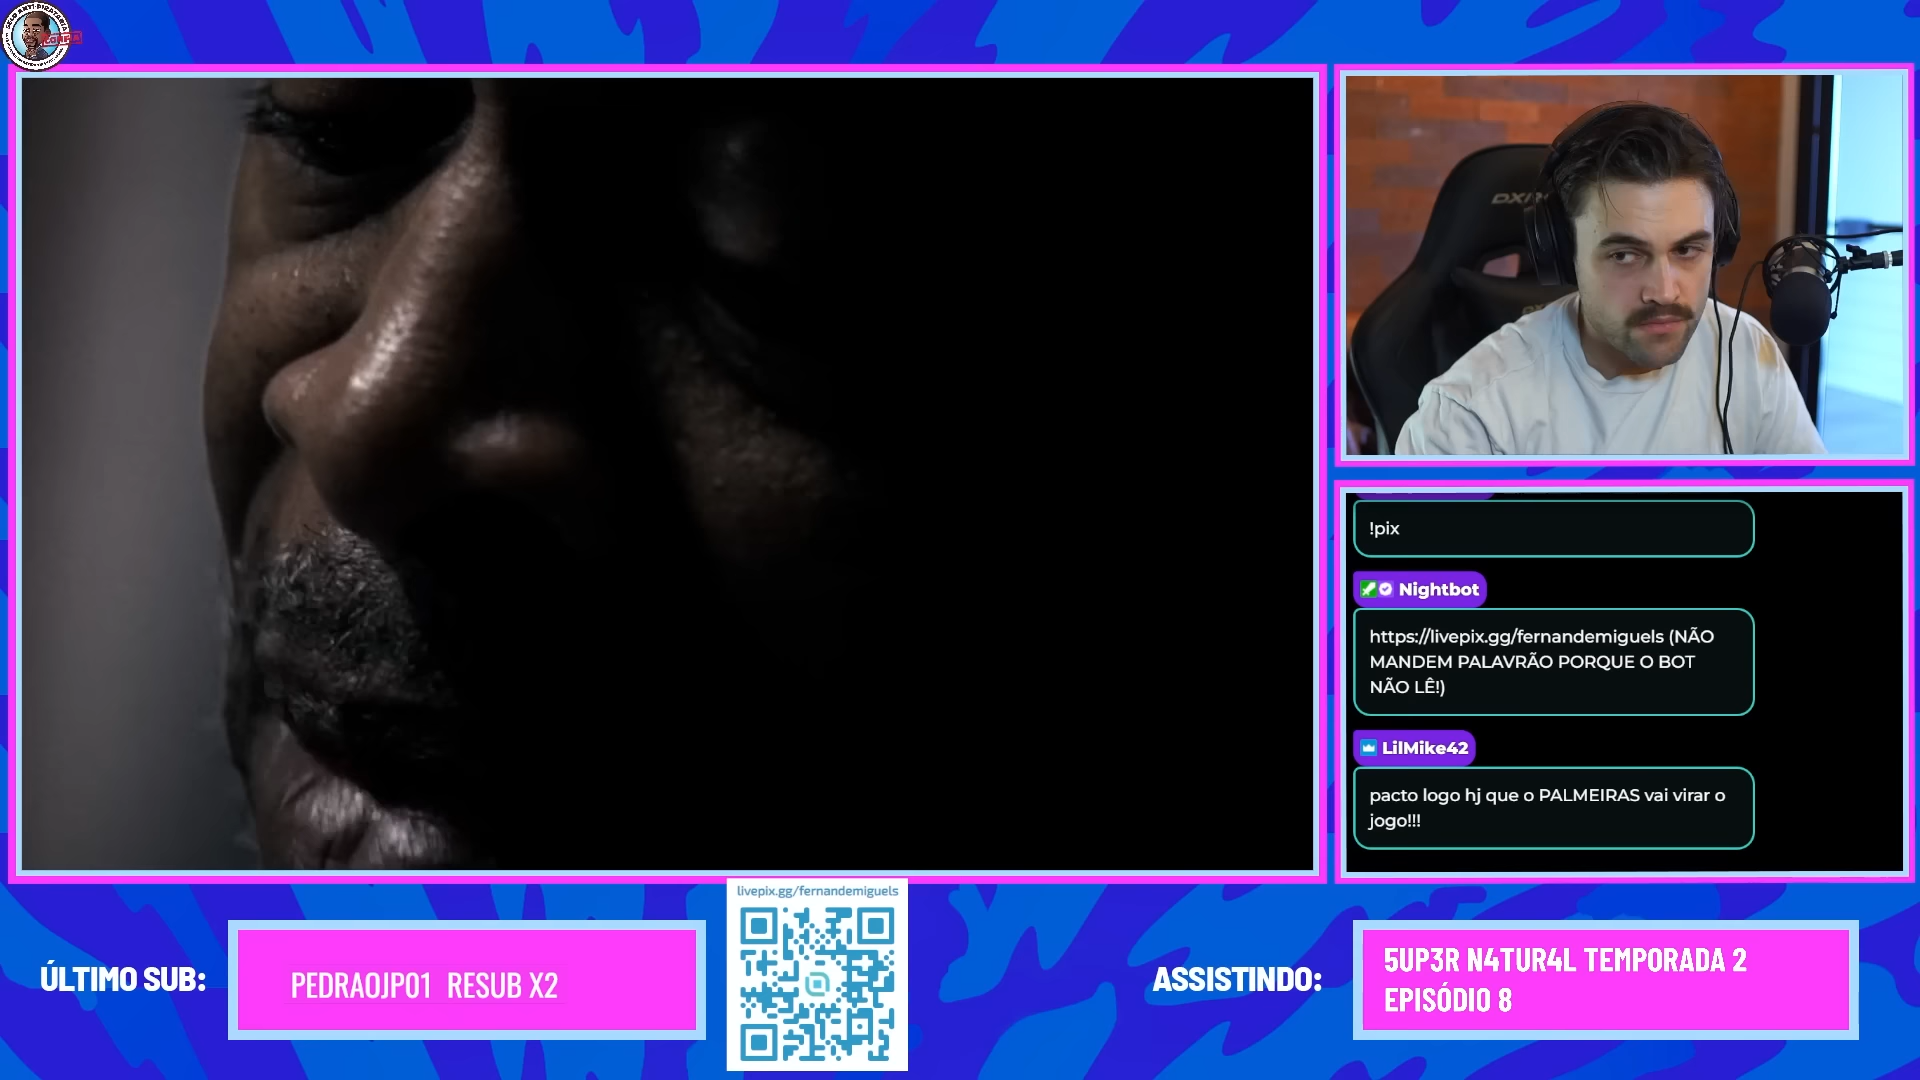 !pix
Nightbot
https://livepix.gg/fernandemiguels (NÃO
MANDEM PALAVRÃO PORQUE O BOT
NÃO LÊ!)
LilMike42
pacto logo hj que o PALMEIRAS vai virar o
jogo!!!
livepix.gg/fernandemiguels
ÚLTIMO SUB:
PEDRAOJP01 RESUB X2
ASSISTINDO:
5UP3R N4TUR4L TEMPORADA 2
EPISÓDIO 8